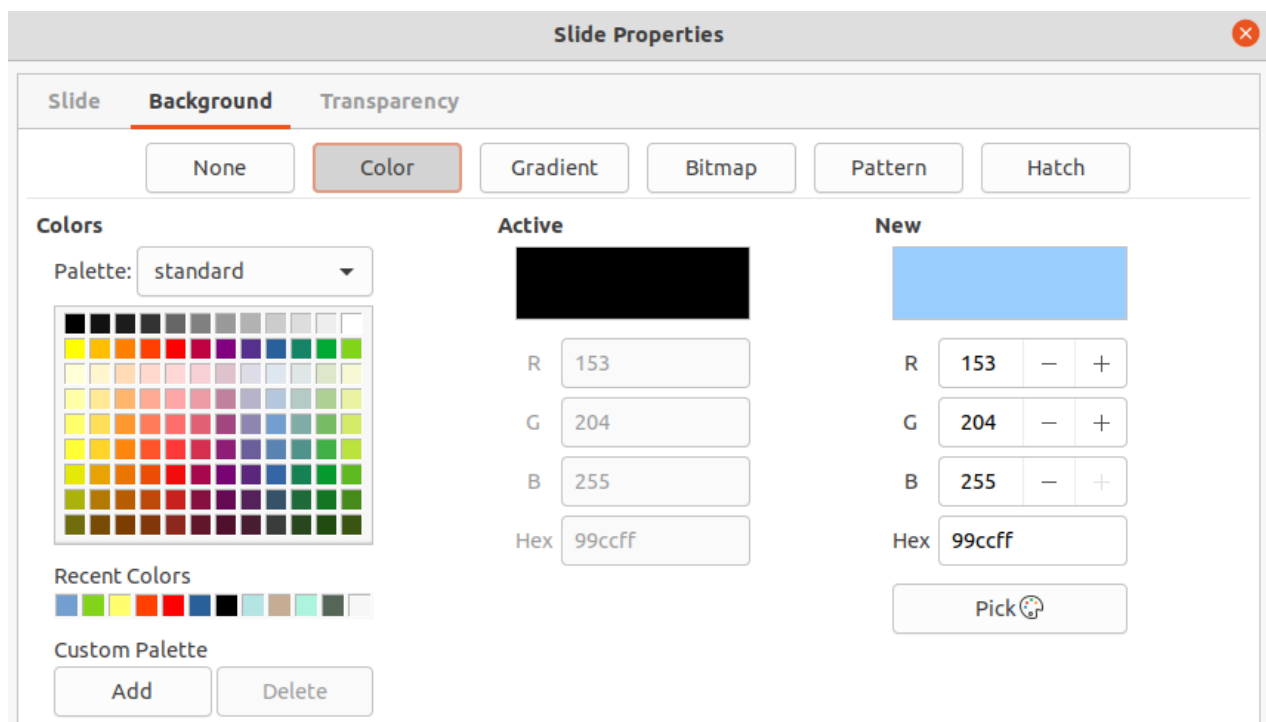 Slide Properties
Slide Background Transparency
None Color Gradient Bitmap Pattern Hatch
Colors Active New
Palette: standard
R 153 R 153
G 204 G 204
B 255 B 255
Hex 99ccff Hex 99ccff
Recent Colors
Pick
Custom Palette
Add Delete